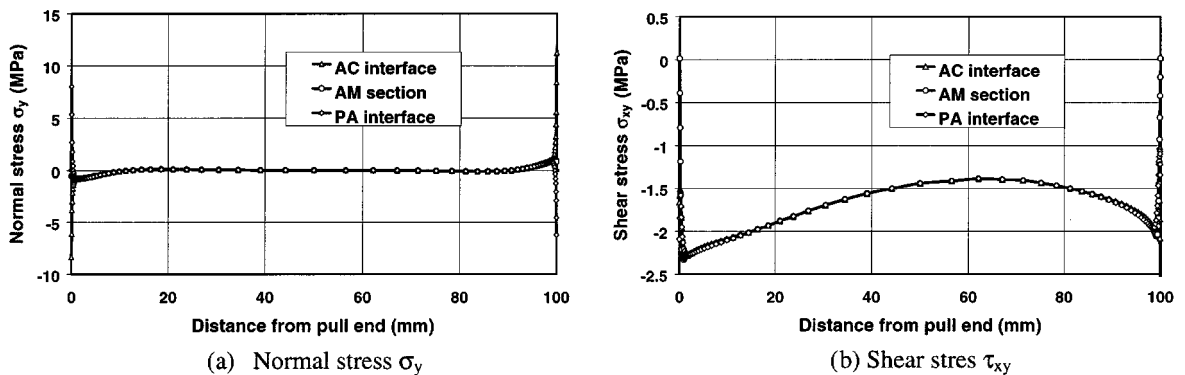 15
10
5
0
-5
-10
Normal stress σy (MPa)
AC interface
AM section
PA interface
0 20 40 60 80 100
Distance from pull end (mm)
(a) Normal stress σy
0.5
0
-0.5
-1
-1.5
-2
-2.5
Shear stress σxy (MPa)
AC interface
AM section
PA interface
0 20 40 60 80 100
Distance from pull end (mm)
(b) Shear stres τxy